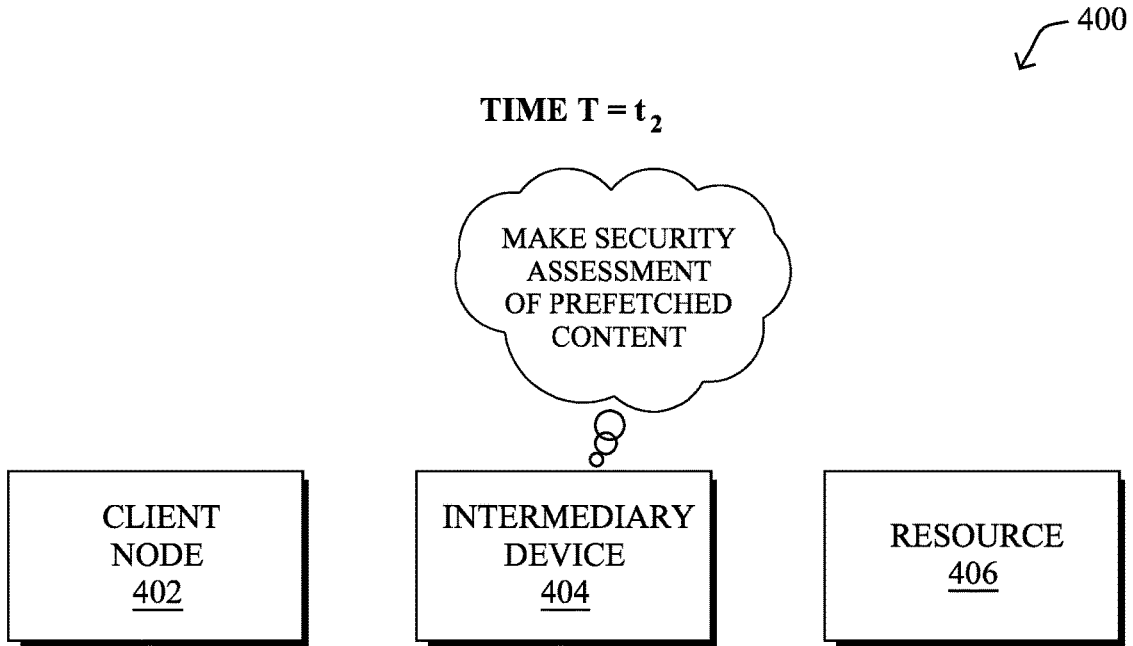 400
TIME T = t₂
MAKE SECURITY
ASSESSMENT
OF PREFETCHED
CONTENT
CLIENT
NODE
402
INTERMEDIARY
DEVICE
404
RESOURCE
406